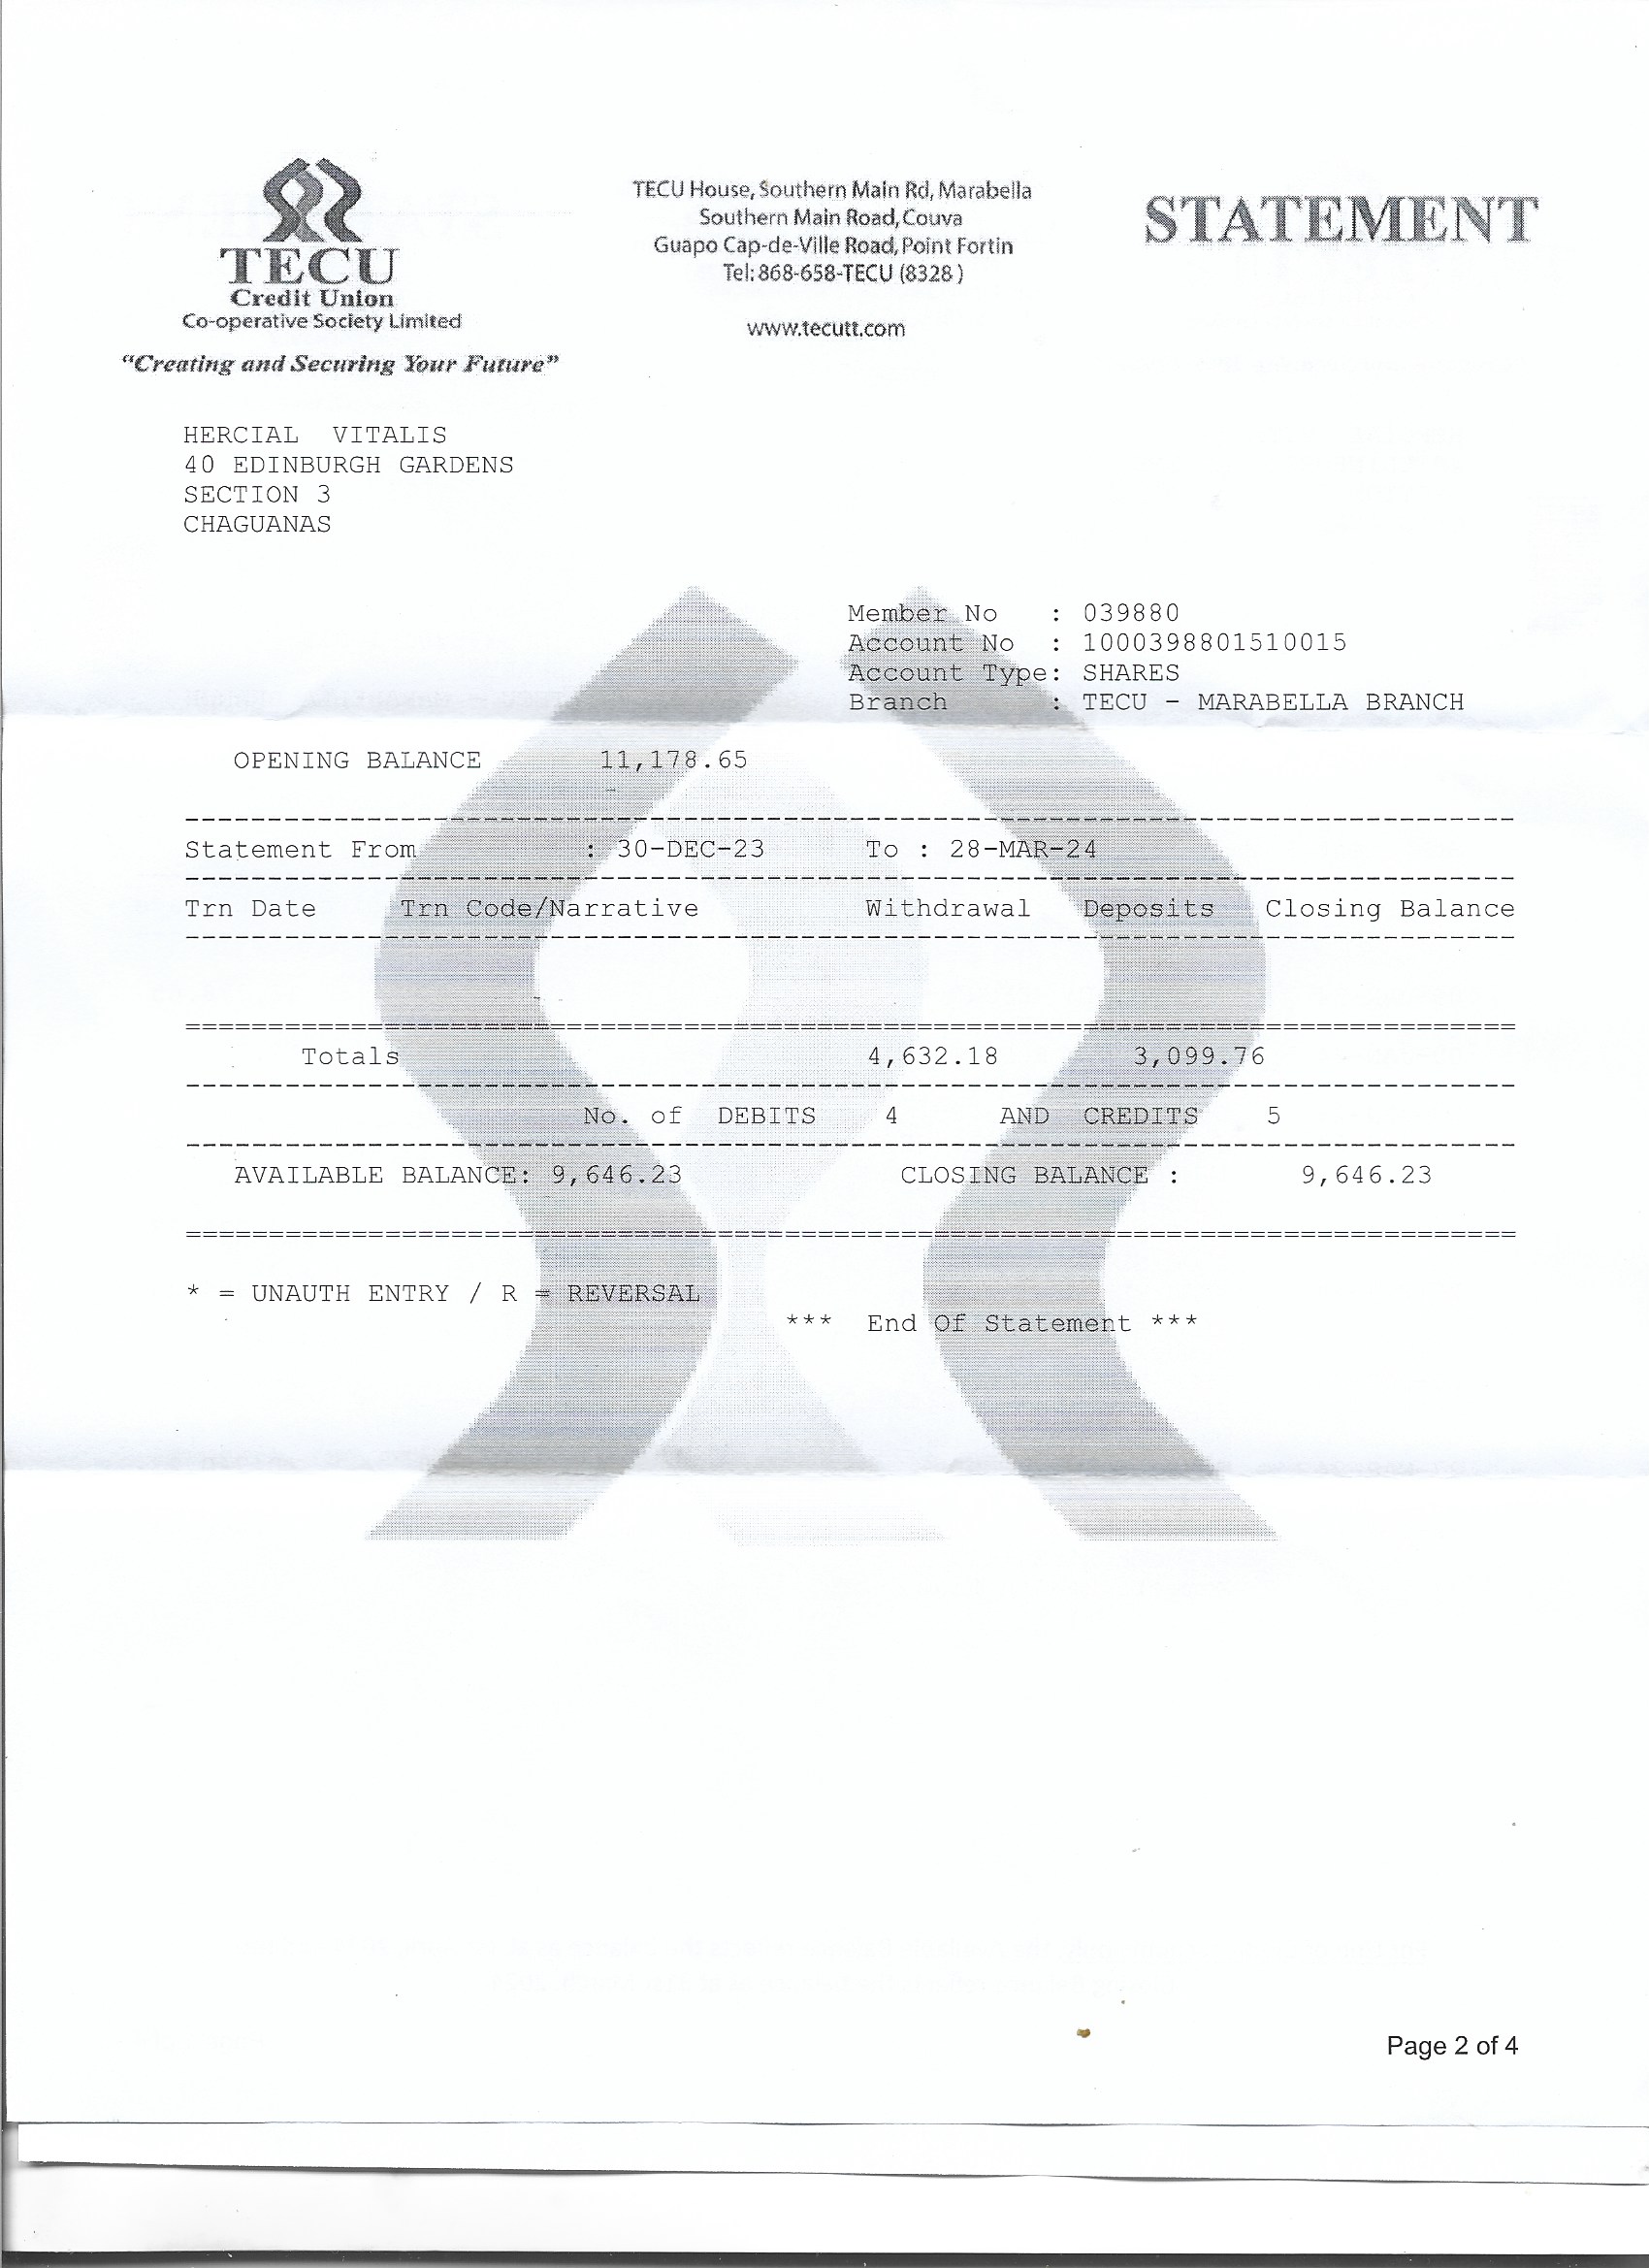 TECU
Credit Union
Co-operative Society Limited
"Creating and Securing Your Future"
TECU House, Southern Main Rd, Marabella
Southern Main Road, Couva
Guapo Cap-de-Ville Road, Point Fortin
Tel: 868-658-TECU (8328)
www.tecutt.com
STATEMENT
HERCIAL VITALIS
40 EDINBURGH GARDENS
SECTION 3
CHAGUANAS
Member No : 039880
Account No : 1000398801510015
Account Type: SHARES
Branch : TECU - MARABELLA BRANCH
OPENING BALANCE 11,178.65
Statement From : 30-DEC-23 To : 28-MAR-24
Trn Date Trn Code/Narrative Withdrawal Deposits Closing Balance
Totals 4,632.18 3,099.76
No. of DEBITS 4 AND CREDITS 5
AVAILABLE BALANCE: 9,646.23 CLOSING BALANCE : 9,646.23
* = UNAUTH ENTRY / R = REVERSAL
*** End Of Statement ***
Page 2 of 4